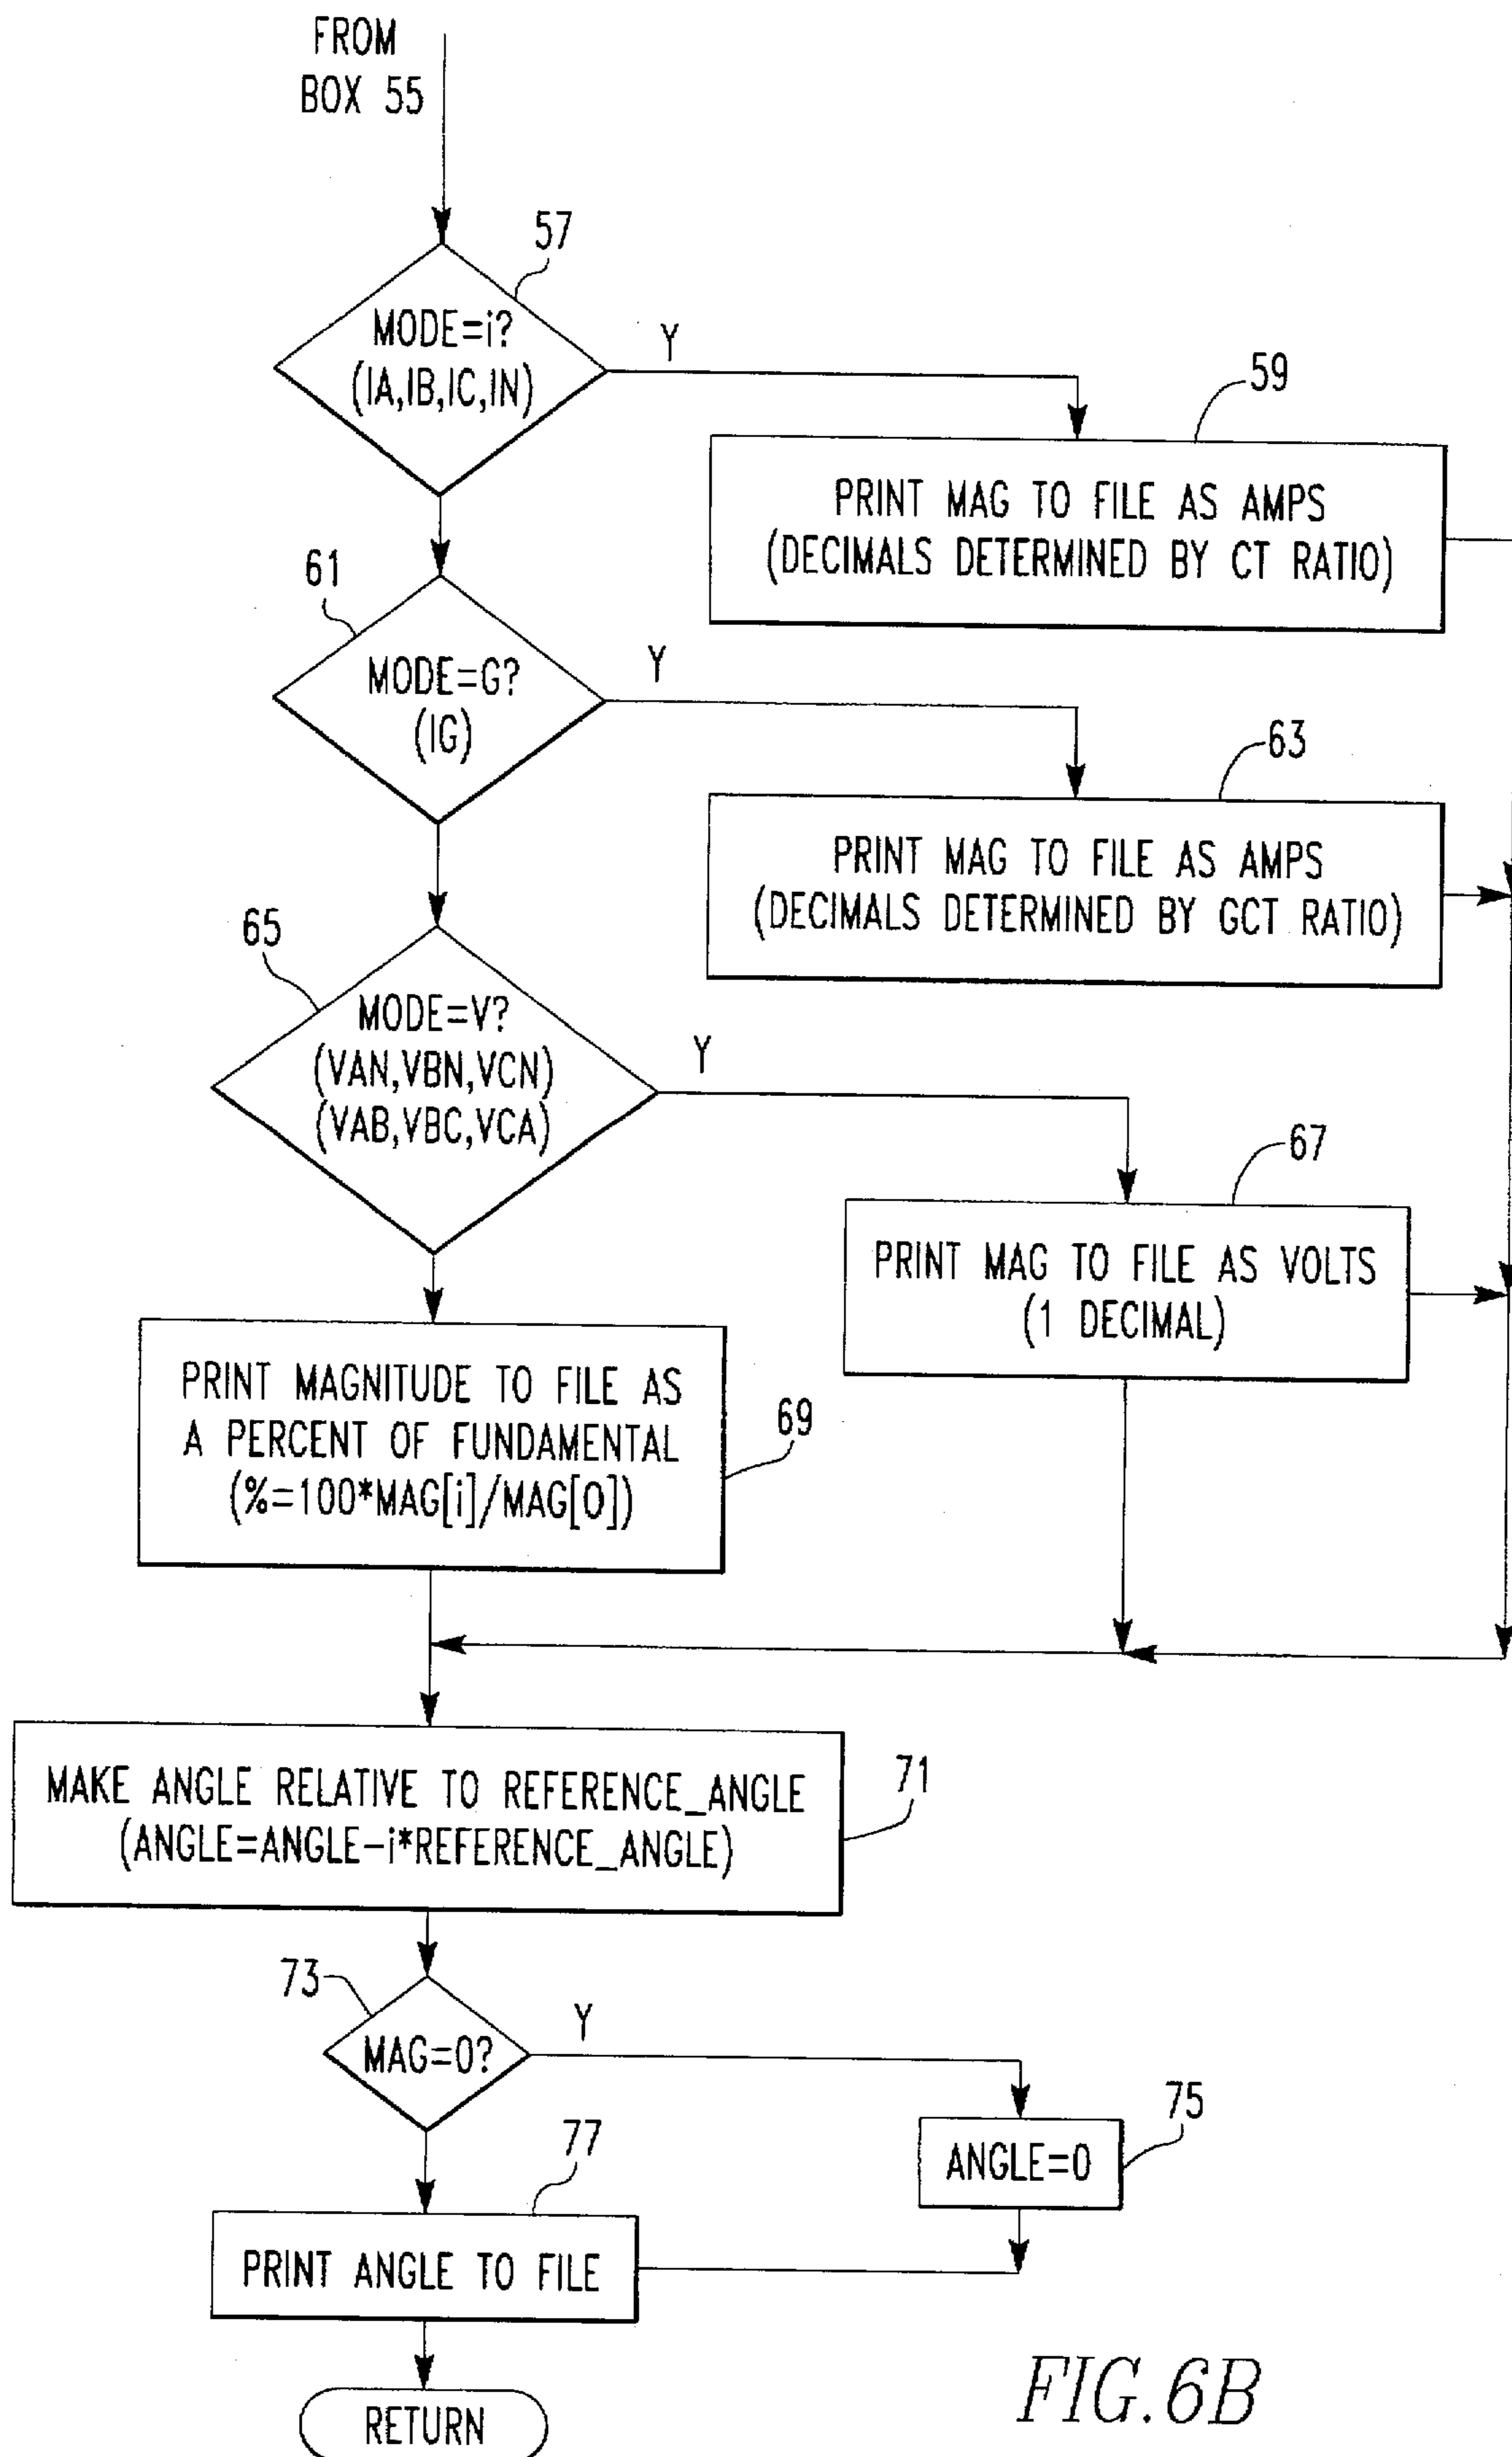 FROM
BOX 55
57
MODE=i?
(IA,IB,IC,IN)
Y
59
PRINT MAG TO FILE AS AMPS
(DECIMALS DETERMINED BY CT RATIO)
61
MODE=G?
(IG)
Y
63
PRINT MAG TO FILE AS AMPS
(DECIMALS DETERMINED BY GCT RATIO)
65
MODE=V?
(VAN,VBN,VCN)
(VAB,VBC,VCA)
Y
67
PRINT MAG TO FILE AS VOLTS
(1 DECIMAL)
PRINT MAGNITUDE TO FILE AS
A PERCENT OF FUNDAMENTAL
(%=100*MAG[i]/MAG[0])
69
MAKE ANGLE RELATIVE TO REFERENCE_ANGLE
(ANGLE=ANGLE-i*REFERENCE_ANGLE)
71
73
MAG=0?
Y
75
ANGLE=0
77
PRINT ANGLE TO FILE
RETURN
FIG.6B